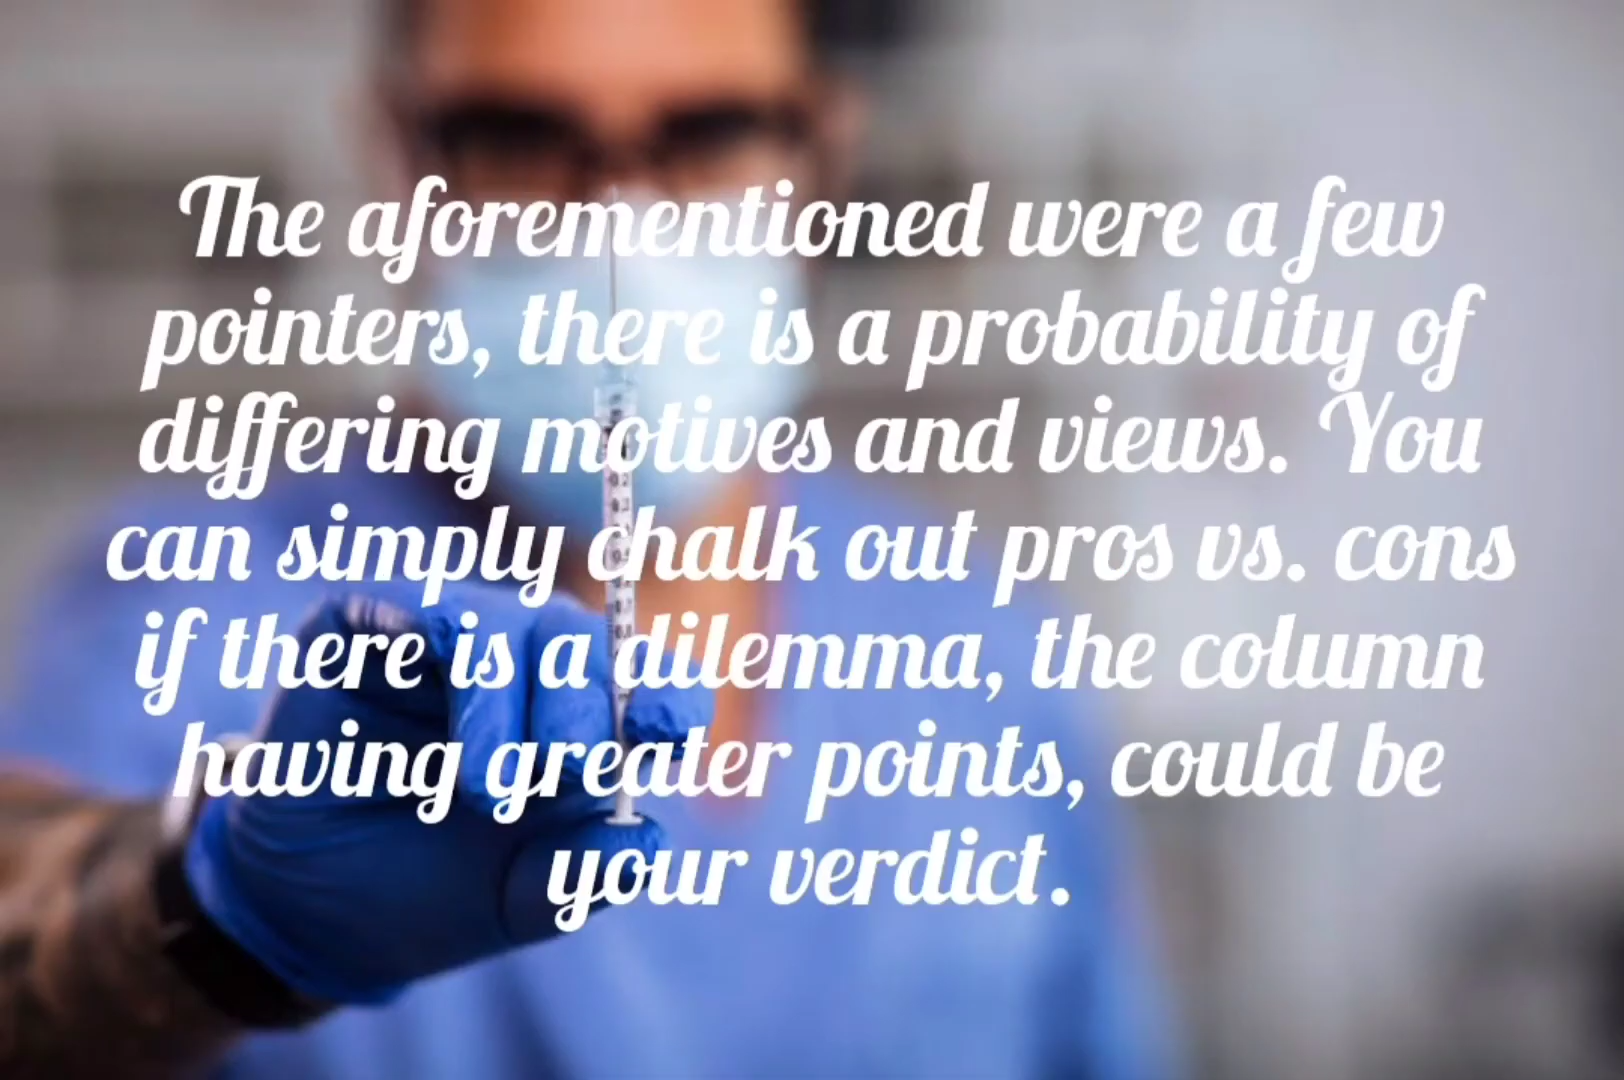 The aforementioned were a few
pointers, there is a probability of
differing motives and views. You
can simply chalk out pros vs. cons
if there is a dilemma, the column
having greater points, could be
your verdict.